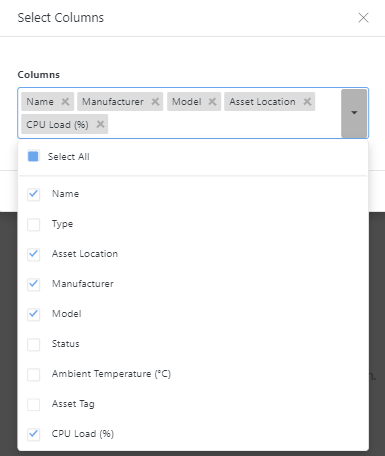 Select Columns
Columns
Name Manufacturer Model Asset Location
CPU Load (%)
Select All
Name
Type
Asset Location
Manufacturer
Model
Status
Ambient Temperature (°C)
Asset Tag
CPU Load (%)